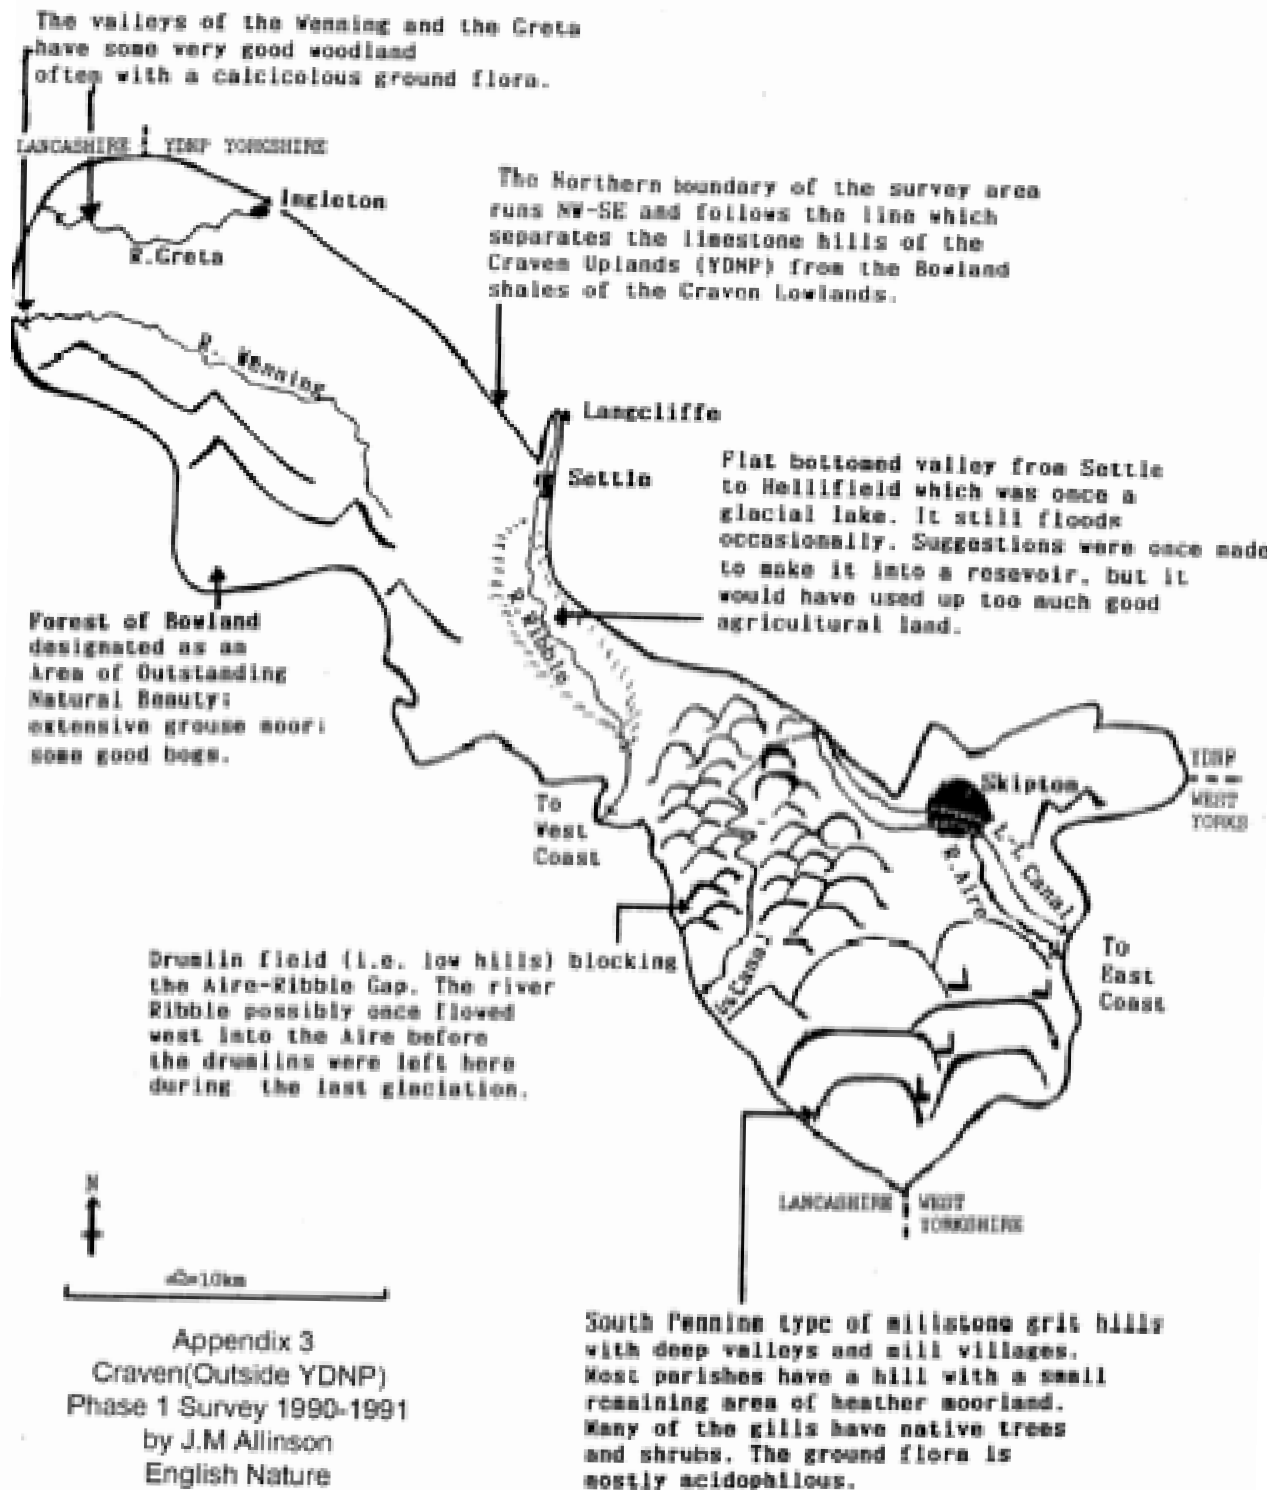 The valleys of the Wenning and the Greta
have some very good woodland
often with a calcicolous ground flora.
LANCASHIRE
YDNP YORKSHIRE
Ingleton
R.Greta
The Northern boundary of the survey area
runs NW-SE and follows the line which
separates the limestone hills of the
Craven Uplands (YDNP) from the Bowland
shales of the Craven Lowlands.
R. Wenning
Langcliffe
Settle
Flat bottomed valley from Settle
to Hellifield which was once a
glacial lake. It still floods
occasionally. Suggestions were once made
to make it into a resevoir, but it
would have used up too much good
agricultural land.
R. Ribble
Forest of Bowland
designated as an
Area of Outstanding
Natural Beauty;
extensive grouse moor;
some good bogs.
YDNP
WEST
YORKS
Skipton
To
West
Coast
L-L Canal
R.Aire
To
East
Coast
Drumlin field (i.e. low hills) blocking
the Aire-Ribble Gap. The river
Ribble possibly once flowed
west into the Aire before
the drumlins were left here
during the last glaciation.
Canal
LANCASHIRE
WEST
YORKSHIRE
N
=10km
Appendix 3
Craven(Outside YDNP)
Phase 1 Survey 1990-1991
by J.M Allinson
English Nature
South Pennine type of millstone grit hills
with deep valleys and mill villages.
Most parishes have a hill with a small
remaining area of heather moorland.
Many of the gills have native trees
and shrubs. The ground flora is
mostly acidophilous.